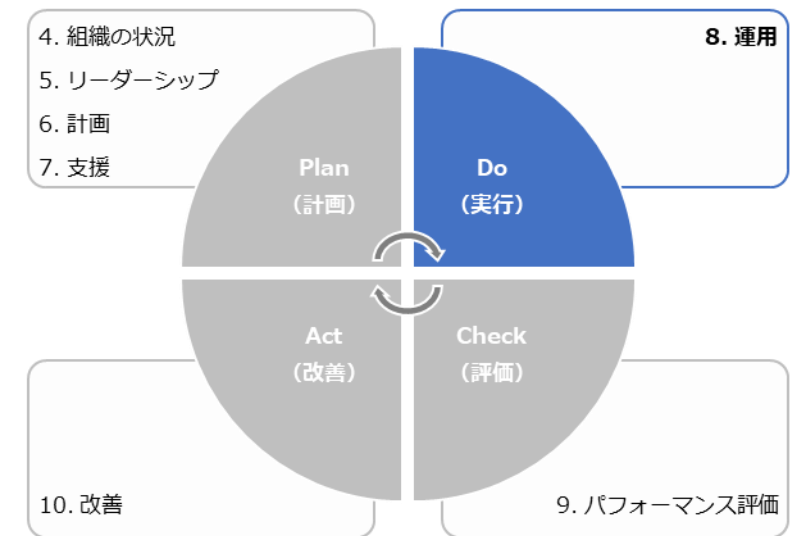 4. 組織の状況
5. リーダーシップ
6. 計画
7. 支援
8. 運用
Plan
（計画）
Do
（実行）
Act
（改善）
Check
（評価）
10. 改善
9. パフォーマンス評価